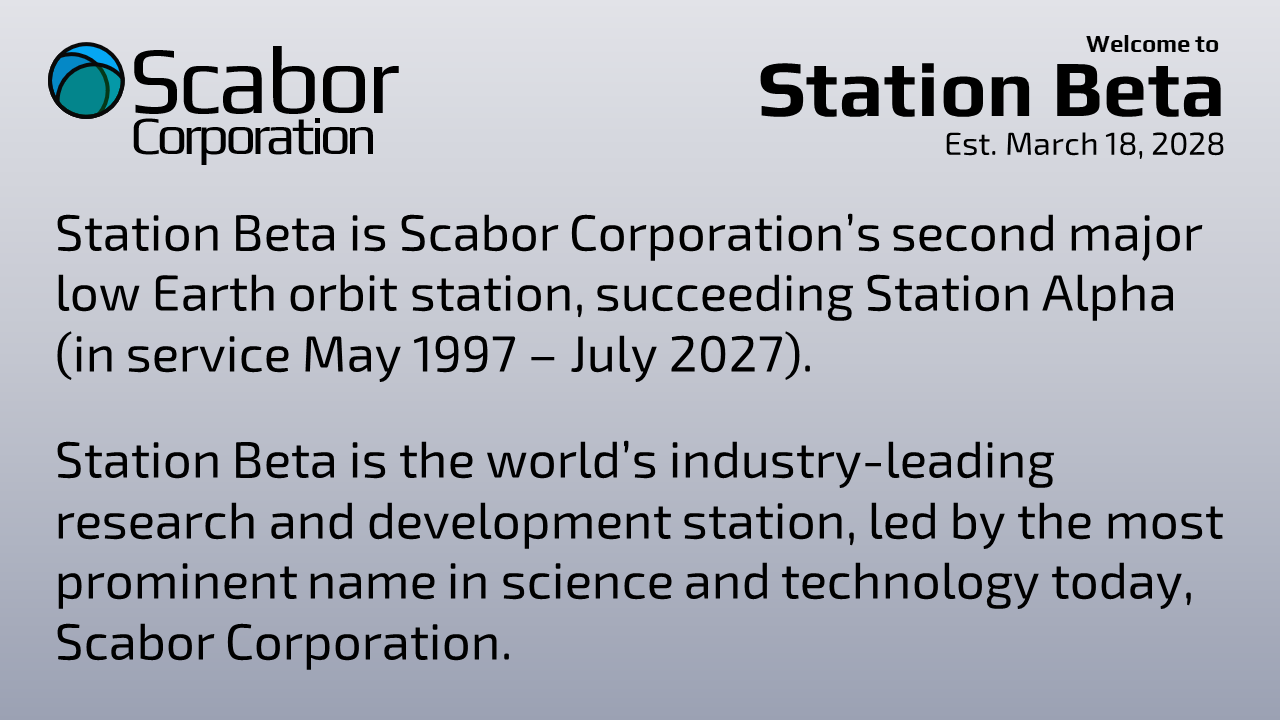 Scabor
Corporation
Welcome to
Station Beta
Est. March 18, 2028
Station Beta is Scabor Corporation’s second major
low Earth orbit station, succeeding Station Alpha
(in service May 1997 – July 2027).
Station Beta is the world’s industry-leading
research and development station, led by the most
prominent name in science and technology today,
Scabor Corporation.